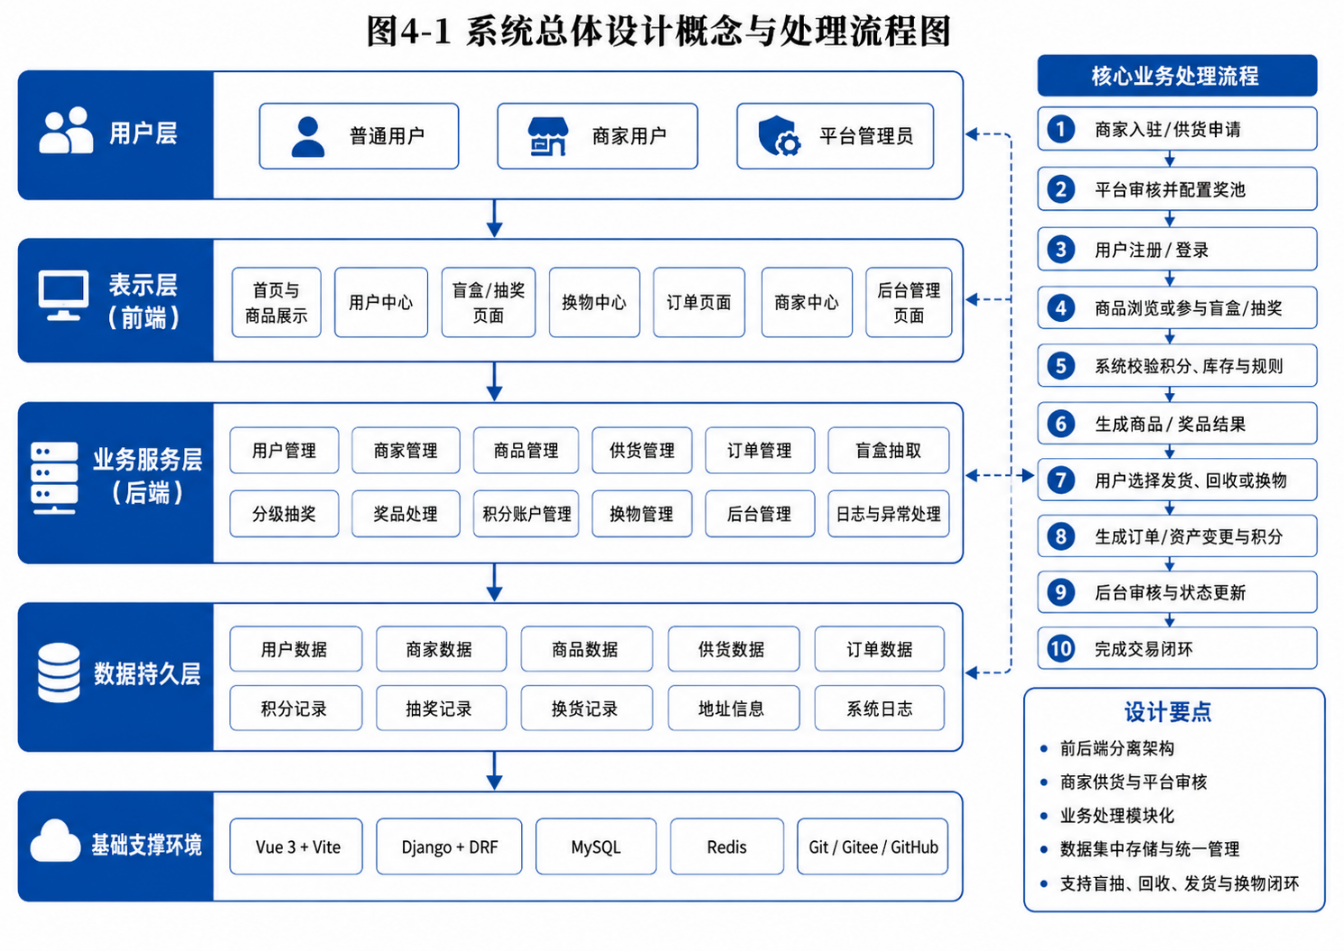 图4-1 系统总体设计概念与处理流程图
用户层
普通用户
商家用户
平台管理员
表示层
（前端）
首页与
商品展示
用户中心
盲盒/抽奖
页面
换物中心
订单页面
商家中心
后台管理
页面
业务服务层
（后端）
用户管理
商家管理
商品管理
供货管理
订单管理
盲盒抽取
分级抽奖
奖品处理
积分账户管理
换物管理
后台管理
日志与异常处理
数据持久层
用户数据
商家数据
商品数据
供货数据
订单数据
积分记录
抽奖记录
换货记录
地址信息
系统日志
基础支撑环境
Vue 3 + Vite
Django + DRF
MySQL
Redis
Git / Gitee / GitHub
核心业务处理流程
1 商家入驻/供货申请
2 平台审核并配置奖池
3 用户注册/登录
4 商品浏览或参与盲盒/抽奖
5 系统校验积分、库存与规则
6 生成商品/奖品结果
7 用户选择发货、回收或换物
8 生成订单/资产变更与积分
9 后台审核与状态更新
10 完成交易闭环
设计要点
• 前后端分离架构
• 商家供货与平台审核
• 业务处理模块化
• 数据集中存储与统一管理
• 支持盲抽、回收、发货与换物闭环